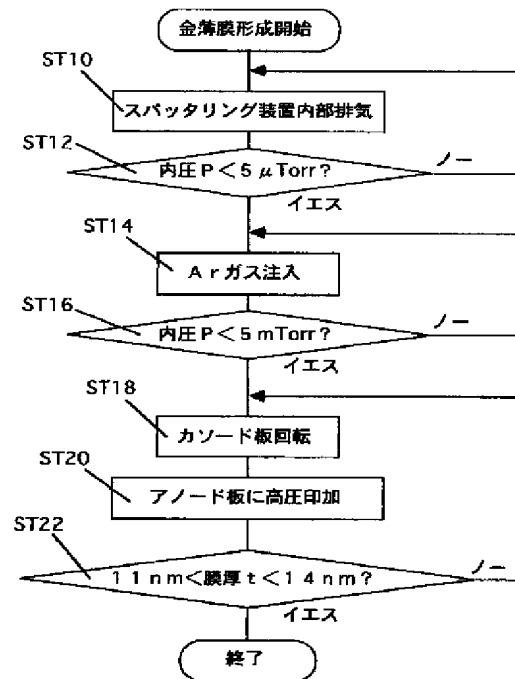 金薄膜形成開始
ST10
スパッタリング装置内部排気
ST12
内圧P<5μTorr?
ノー
イエス
ST14
Arガス注入
ST16
内圧P<5mTorr?
ノー
イエス
ST18
カソード板回転
ST20
アノード板に高圧印加
ST22
11nm<膜厚t<14nm?
ノー
イエス
終了